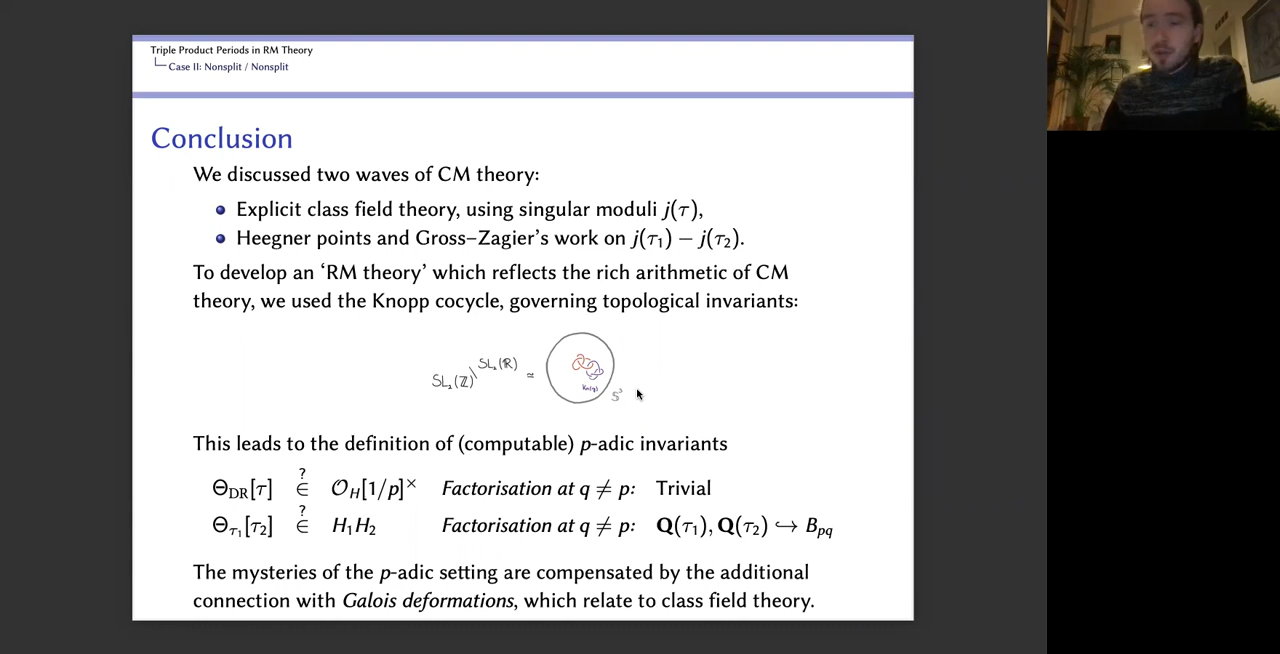 Triple Product Periods in RM Theory
Case II: Nonsplit / Nonsplit
Conclusion
We discussed two waves of CM theory:
Explicit class field theory, using singular moduli j(τ),
Heegner points and Gross–Zagier's work on j(τ₁) − j(τ₂).
To develop an 'RM theory' which reflects the rich arithmetic of CM
theory, we used the Knopp cocycle, governing topological invariants:
SL₂(ℤ)\SL₂(ℝ) ≃
S³
This leads to the definition of (computable) p-adic invariants
Θ_DR[τ] ∈? 𝒪_H[1/p]^× Factorisation at q ≠ p: Trivial
Θ_τ₁[τ₂] ∈? H₁H₂ Factorisation at q ≠ p: Q(τ₁), Q(τ₂) ↪ B_pq
The mysteries of the p-adic setting are compensated by the additional
connection with Galois deformations, which relate to class field theory.